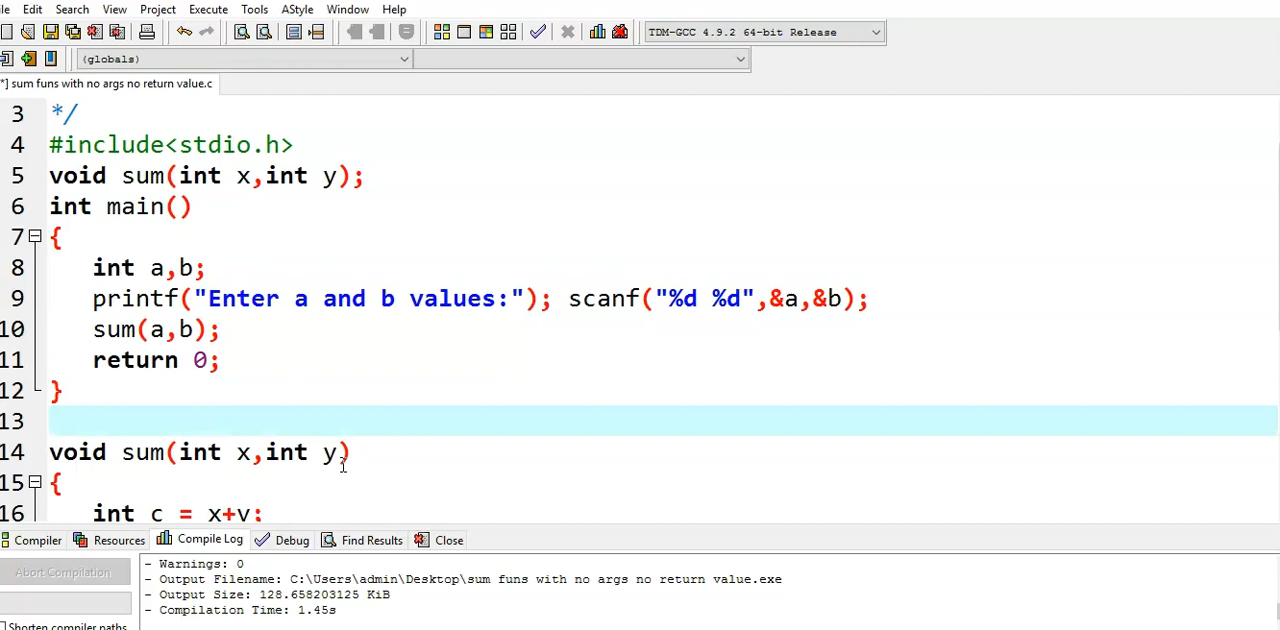 le Edit Search View Project Execute Tools AStyle Window Help
TDM-GCC 4.9.2 64-bit Release
(globals)
*] sum funs with no args no return value.c
3 */
4 #include<stdio.h>
5 void sum(int x,int y);
6 int main()
7 {
8 int a,b;
9 printf("Enter a and b values:"); scanf("%d %d",&a,&b);
10 sum(a,b);
11 return 0;
12 }
13
14 void sum(int x,int y)
15 {
16 int c = x+y;
Compiler Resources Compile Log Debug Find Results Close
Abort Compilation
- Warnings: 0
- Output Filename: C:\Users\admin\Desktop\sum funs with no args no return value.exe
- Output Size: 128.658203125 KiB
- Compilation Time: 1.45s
Shorten compiler paths